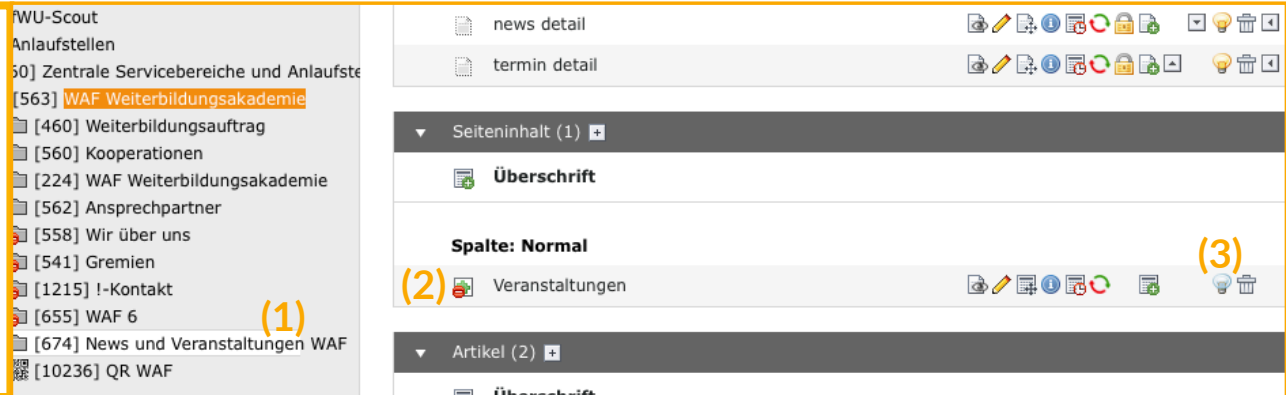 fWU-Scout
Anlaufstellen
50] Zentrale Servicebereiche und Anlaufste
[563] WAF Weiterbildungsakademie
[460] Weiterbildungsauftrag
[560] Kooperationen
[224] WAF Weiterbildungsakademie
[562] Ansprechpartner
[558] Wir über uns
[541] Gremien
[1215] !-Kontakt
[655] WAF 6
(1)
[674] News und Veranstaltungen WAF
[10236] QR WAF
news detail
termin detail
Seiteninhalt (1)
Überschrift
Spalte: Normal
(3)
(2) Veranstaltungen
Artikel (2)
Überschrift